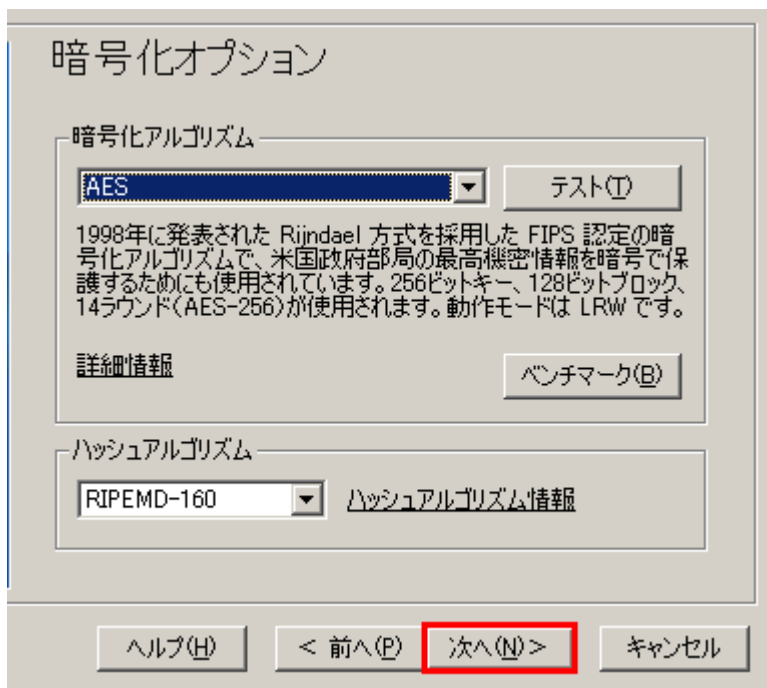 暗号化オプション
暗号化アルゴリズム
AES
テスト(T)
1998年に発表された Rijndael 方式を採用した FIPS 認定の暗
号化アルゴリズムで、米国政府部局の最高機密情報を暗号で保
護するためにも使用されています。256ビットキー、128ビットブロック、
14ラウンド(AES-256)が使用されます。動作モードは LRW です。
詳細情報
ベンチマーク(B)
ハッシュアルゴリズム
RIPEMD-160
ハッシュアルゴリズム情報
ヘルプ(H)
< 前へ(P)
次へ(N) >
キャンセル